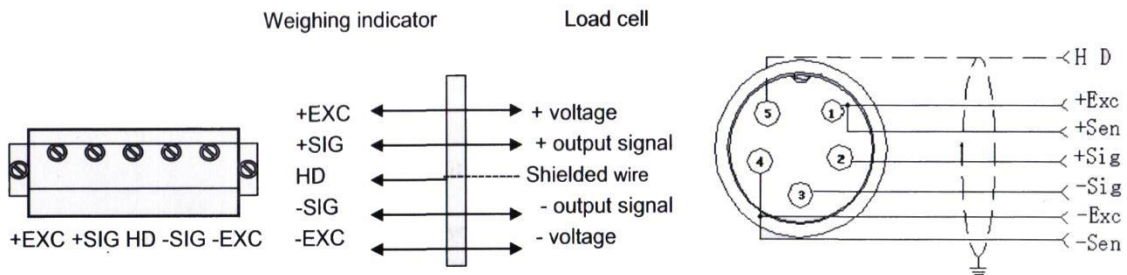 Weighing indicator
Load cell
+EXC
+ voltage
+SIG
+ output signal
HD
Shielded wire
-SIG
- output signal
-EXC
- voltage
+EXC +SIG HD -SIG -EXC
5
1
4
2
3
H D
+Exc
+Sen
+Sig
-Sig
-Exc
-Sen